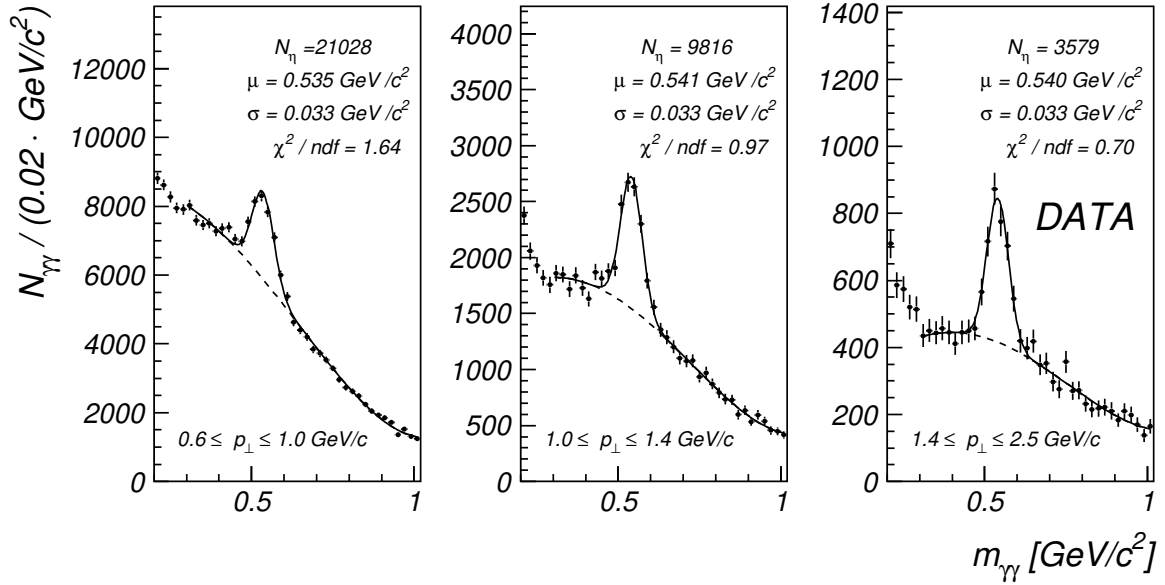 N_γγ / (0.02 · GeV/c²)
12000
10000
8000
6000
4000
2000
0
N_η =21028
μ = 0.535 GeV /c²
σ = 0.033 GeV /c²
χ² / ndf = 1.64
0.6 ≤ p_⊥ ≤ 1.0 GeV/c
0.5
1
4000
3500
3000
2500
2000
1500
1000
500
0
N_η = 9816
μ = 0.541 GeV /c²
σ = 0.033 GeV /c²
χ² / ndf = 0.97
1.0 ≤ p_⊥ ≤ 1.4 GeV/c
0.5
1
1400
1200
1000
800
600
400
200
0
N_η = 3579
μ = 0.540 GeV /c²
σ = 0.033 GeV /c²
χ² / ndf = 0.70
DATA
1.4 ≤ p_⊥ ≤ 2.5 GeV/c
0.5
1
m_γγ [GeV/c²]